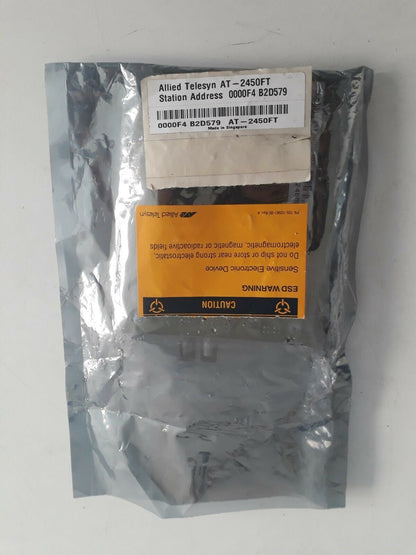 Allied Telesyn AT-2450FT
Station Address 0000F4 B2D579
0000F4 B2D579 AT-2450FT
Made in Singapore
CAUTION
ESD WARNING
Sensitive Electronic Device
Do not ship or store near strong electrostatic,
electromagnetic, magnetic or radioactive fields
Allied Telesyn